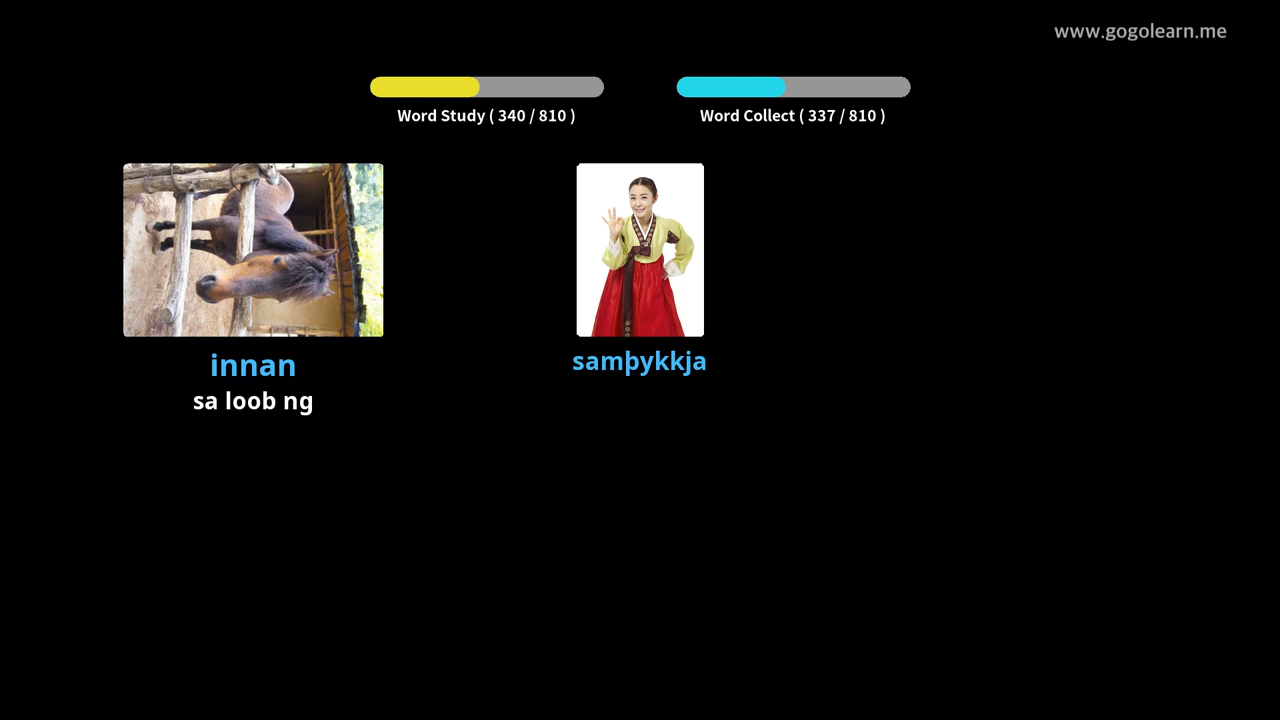 www.gogolearn.me
Word Study ( 340 / 810 )
Word Collect ( 337 / 810 )
innan
sa loob ng
samþykkja